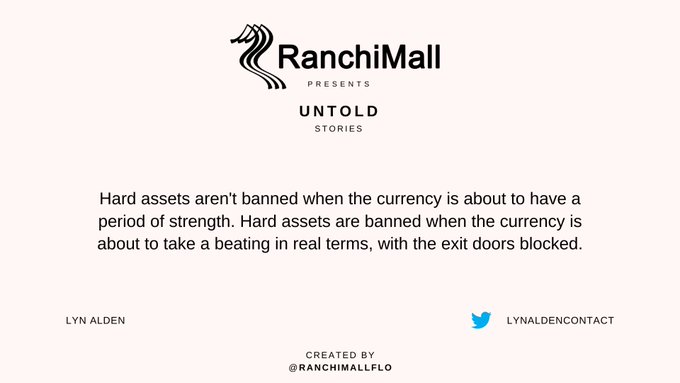 RanchiMall
PRESENTS
UNTOLD
STORIES
Hard assets aren't banned when the currency is about to have a
period of strength. Hard assets are banned when the currency is
about to take a beating in real terms, with the exit doors blocked.
LYN ALDEN
LYNALDENCONTACT
CREATED BY
@RANCHIMALLFLO